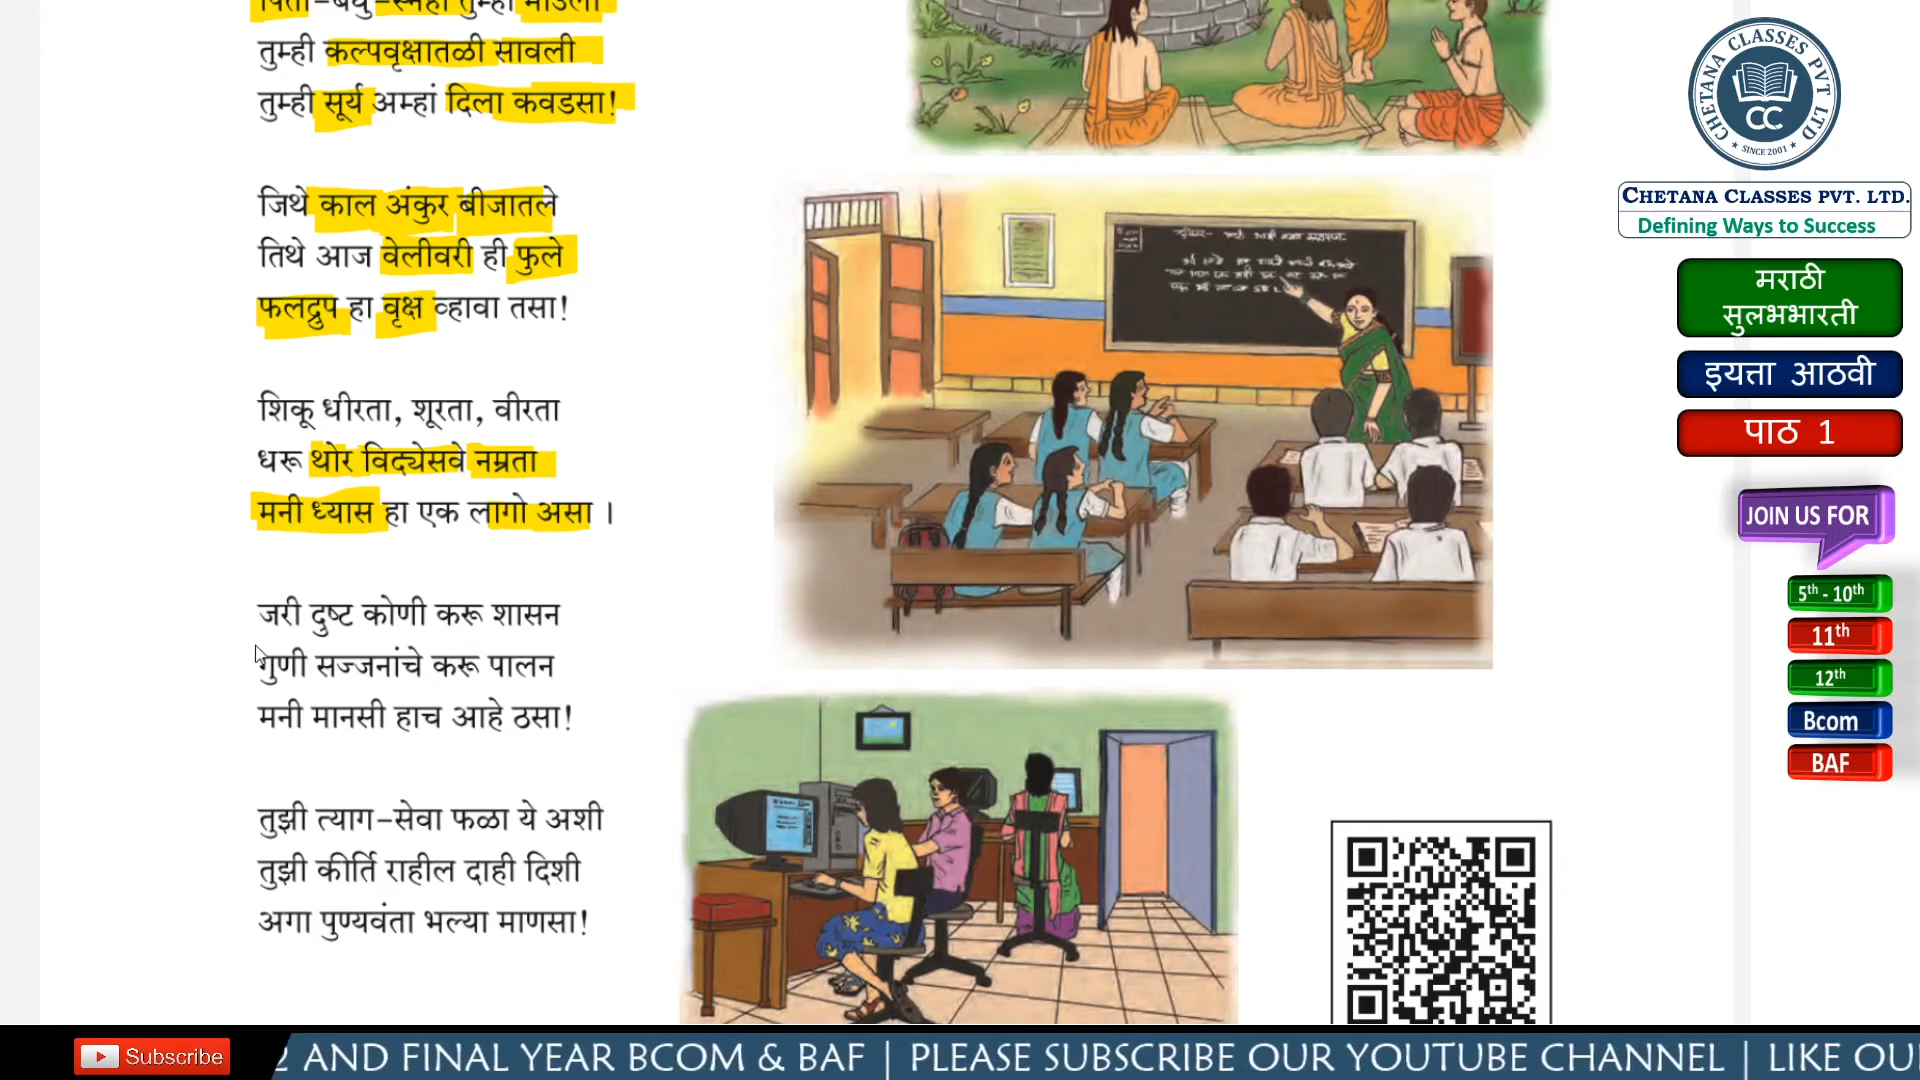 पिता-बंधु-स्नेही तुम्ही माउली
तुम्ही कल्पवृक्षातळी सावली
तुम्ही सूर्य अम्हां दिला कवडसा!
जिथे काल अंकुर बीजातले
तिथे आज वेलीवरी ही फुले
फलद्रुप हा वृक्ष व्हावा तसा!
शिकू धीरता, शूरता, वीरता
धरू थोर विद्येसवे नम्रता
मनी ध्यास हा एक लागो असा ।
जरी दुष्ट कोणी करू शासन
गुणी सज्जनांचे करू पालन
मनी मानसी हाच आहे ठसा!
तुझी त्याग-सेवा फळा ये अशी
तुझी कीर्ति राहील दाही दिशी
अगा पुण्यवंता भल्या माणसा!
CHETANA CLASSES PVT LTD
CC
SINCE 2001
CHETANA CLASSES PVT. LTD.
Defining Ways to Success
मराठी
सुलभभारती
इयत्ता आठवी
पाठ 1
JOIN US FOR
5th - 10th
11th
12th
Bcom
BAF
Subscribe
2 AND FINAL YEAR BCOM & BAF | PLEASE SUBSCRIBE OUR YOUTUBE CHANNEL | LIKE OU